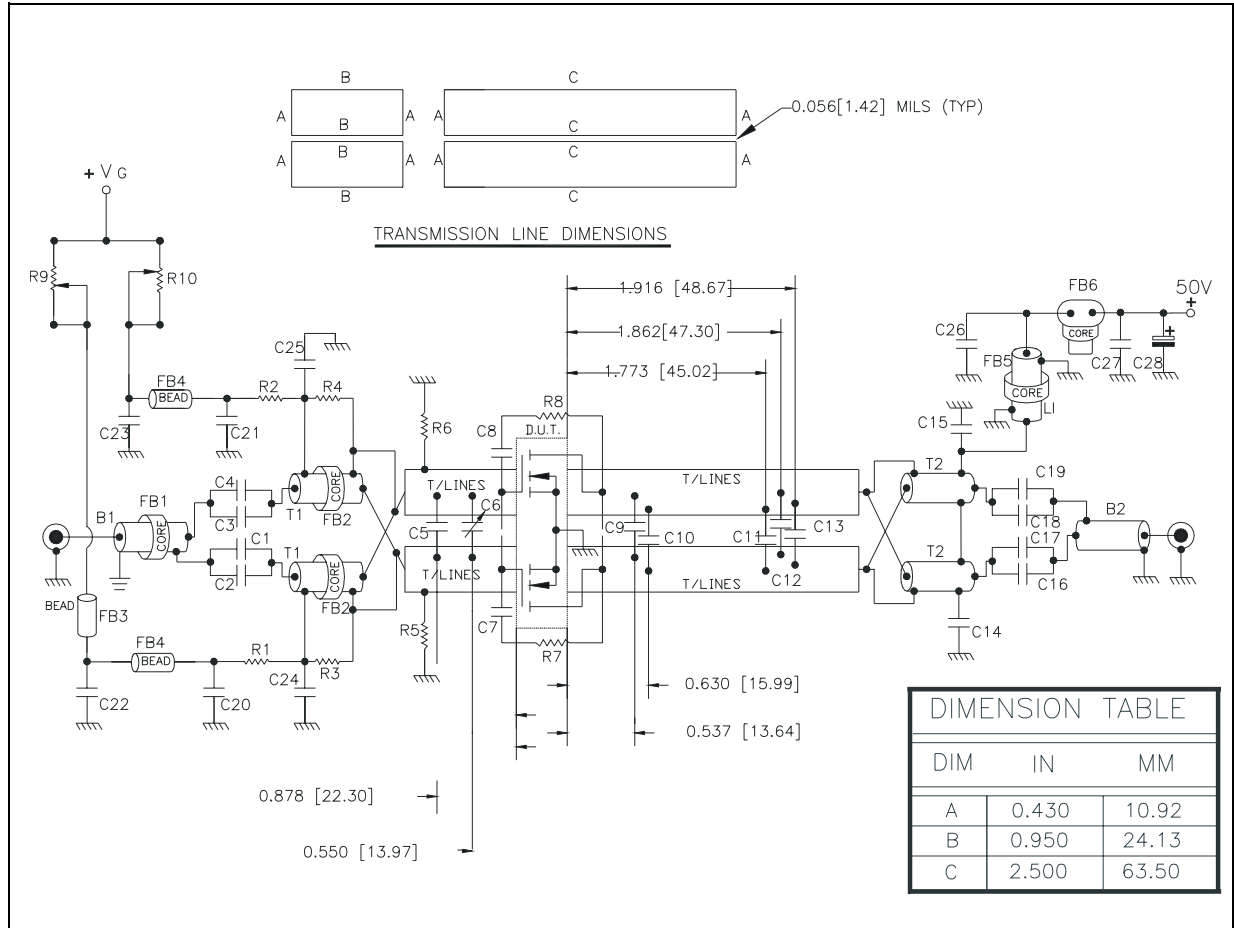 B
C
A
B
A
A
C
A
0.056[1.42] MILS (TYP)
A
B
A
A
C
A
B
C
TRANSMISSION LINE DIMENSIONS
+ V G
R9
R10
1.916 [48.67]
1.862[47.30]
1.773 [45.02]
FB6
50V
+
CORE
C26
C27
+
C28
FB5
CORE
L1
C25
FB4
BEAD
R2
R4
C23
C21
R6
R8
D.U.T.
C8
C15
C4
C3
T1
CORE
FB2
T/LINES
T/LINES
T2
C19
C18
B1
FB1
CORE
C1
C2
T1
CORE
FB2
C5
C6
C9
C10
C11
C13
C12
T2
C17
C16
B2
T/LINES
T/LINES
BEAD
FB3
C7
R5
R7
C14
FB4
BEAD
R1
R3
C22
C20
C24
0.630 [15.99]
0.537 [13.64]
0.878 [22.30]
0.550 [13.97]
DIMENSION TABLE
DIM IN MM
A 0.430 10.92
B 0.950 24.13
C 2.500 63.50